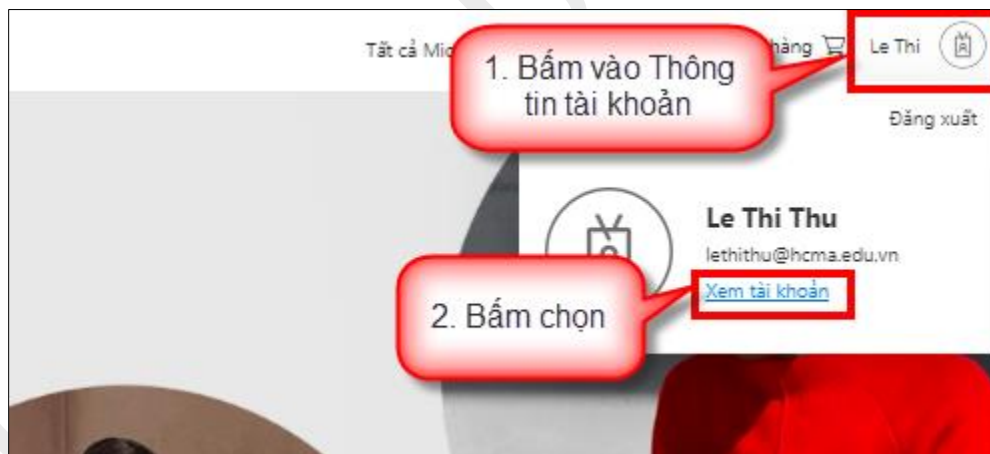 Tất cả
hàng
Le Thi
1. Bấm vào Thông
tin tài khoản
Đăng xuất
Le Thi Thu
lethithu@hcma.edu.vn
Xem tài khoản
2. Bấm chọn